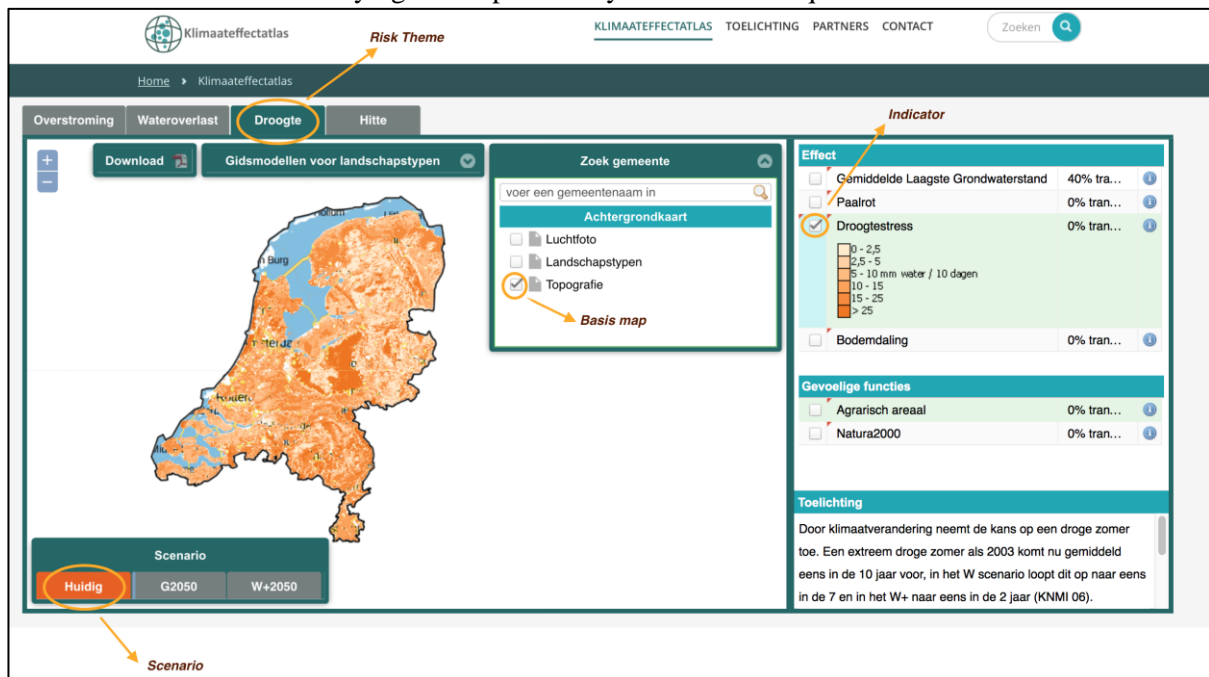 Klimaateffectatlas
Risk Theme
KLIMAATEFFECTATLAS TOELICHTING PARTNERS CONTACT
Zoeken
Home › Klimaateffectatlas
Overstroming Wateroverlast Droogte Hitte
Indicator
Download
Gidsmodellen voor landschapstypen
Zoek gemeente
voer een gemeentenaam in
Achtergrondkaart
Luchtfoto
Landschapstypen
Topografie
Basis map
Burg
Effect
Gemiddelde Laagste Grondwaterstand 40% tra...
Paalrot 0% tran...
Droogtestress 0% tran...
0 - 2,5
2,5 - 5
5 - 10 mm water / 10 dagen
10 - 15
15 - 25
> 25
Bodemdaling 0% tran...
Gevoelige functies
Agrarisch areaal 0% tran...
Natura2000 0% tran...
Toelichting
Door klimaatverandering neemt de kans op een droge zomer
toe. Een extreem droge zomer als 2003 komt nu gemiddeld
eens in de 10 jaar voor, in het W scenario loopt dit op naar eens
in de 7 en in het W+ naar eens in de 2 jaar (KNMI 06).
Scenario
Huidig G2050 W+2050
Scenario